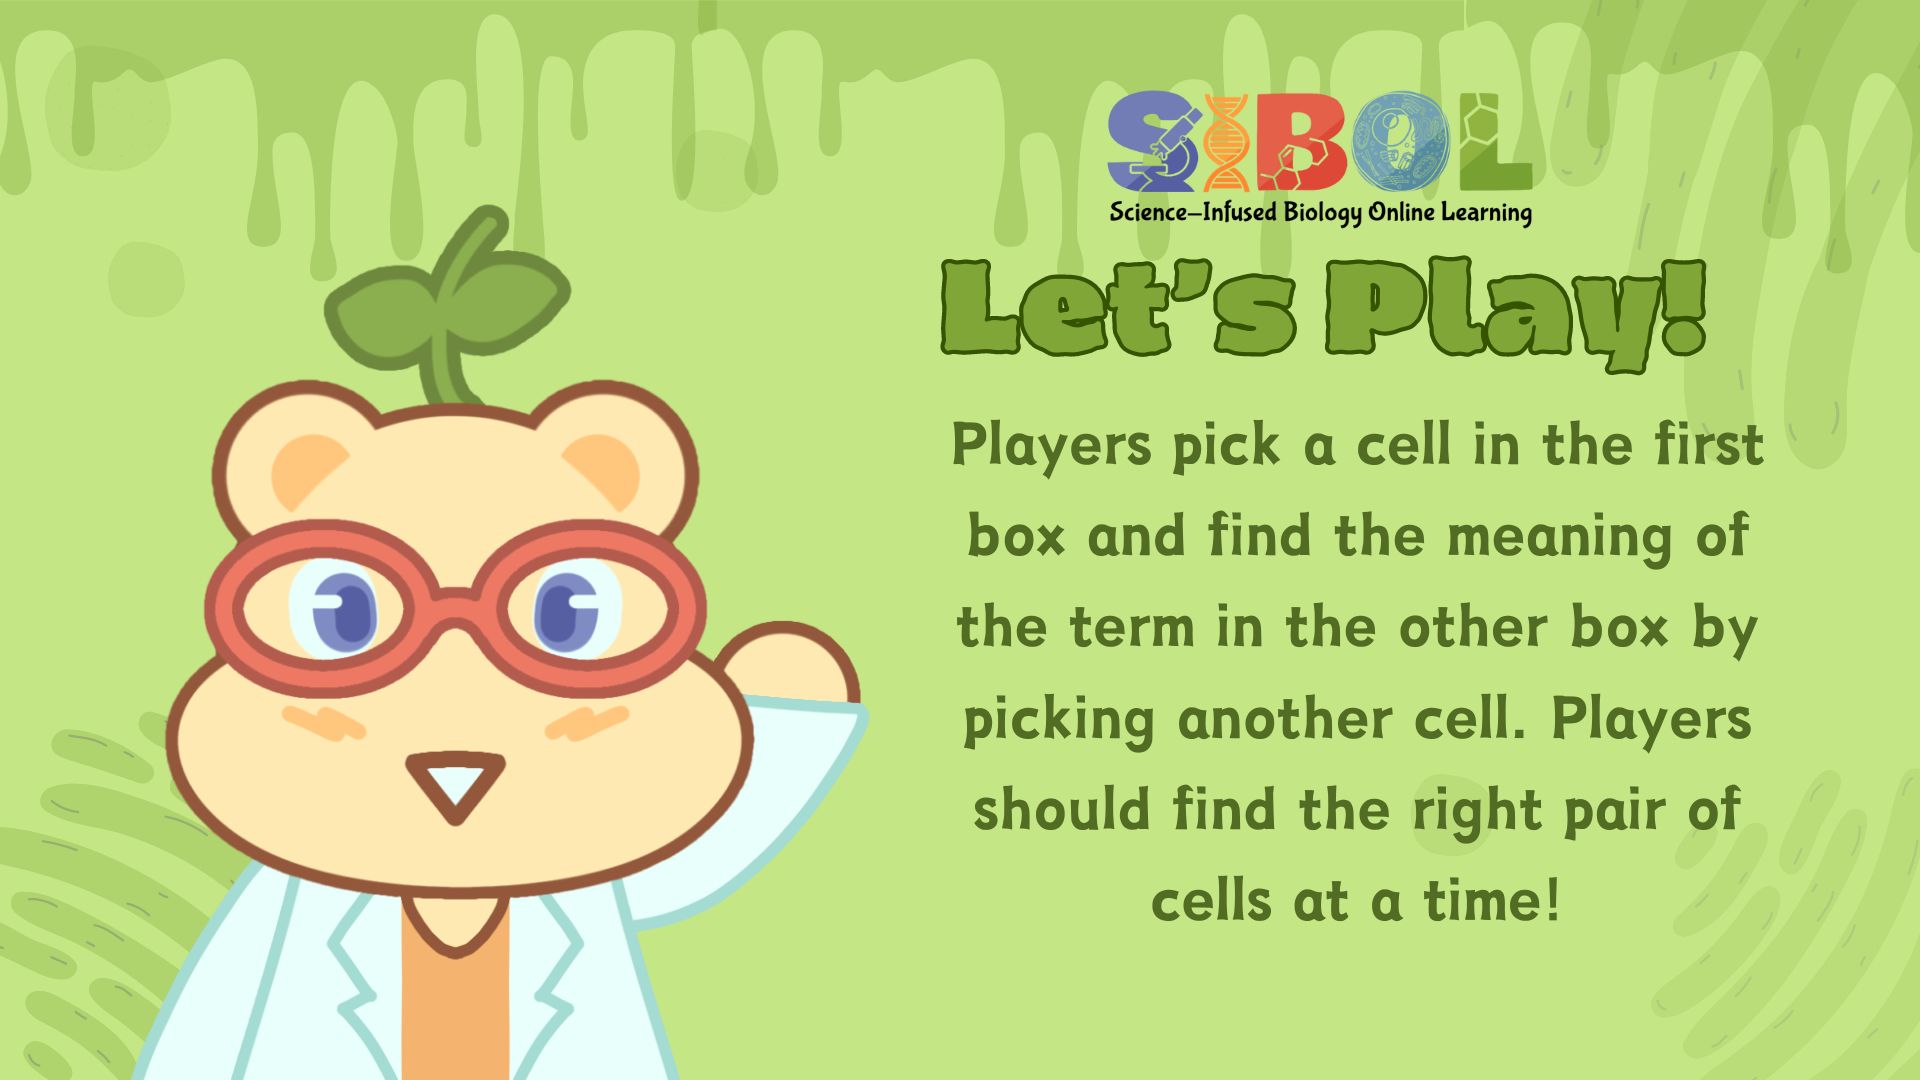 SIBOL
Science-Infused Biology Online Learning
Let's Play!
Players pick a cell in the first
box and find the meaning of
the term in the other box by
picking another cell. Players
should find the right pair of
cells at a time!